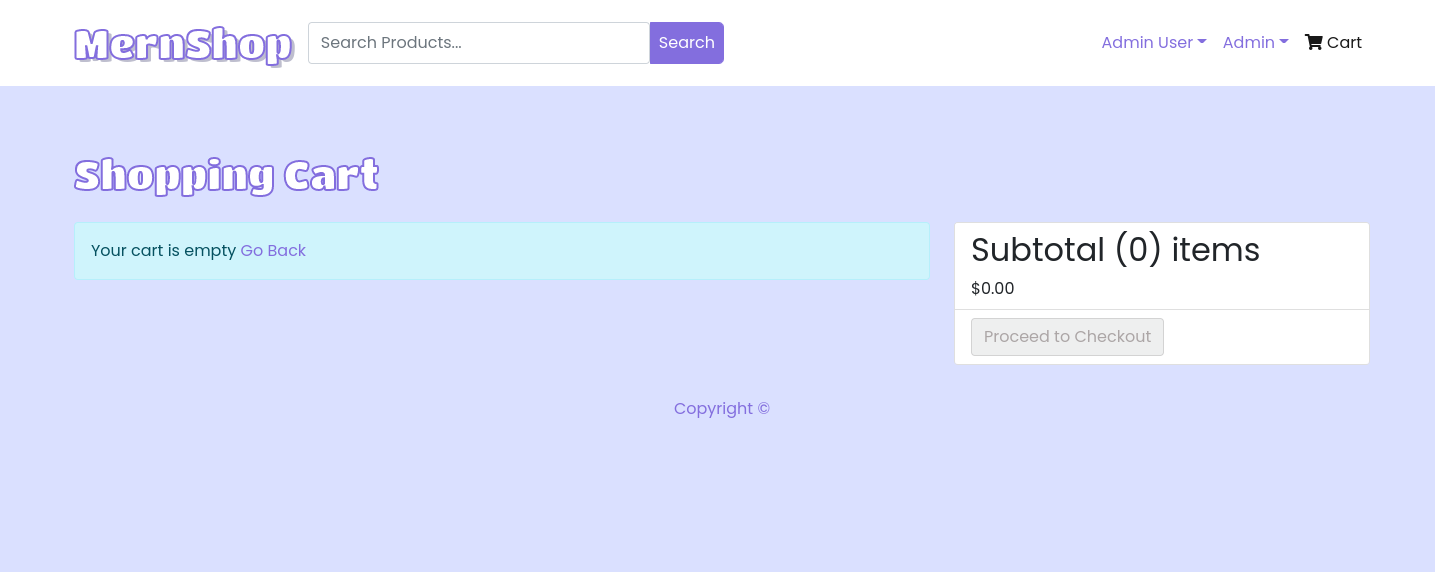 MernShop
Search Products...
Search
Admin User
Admin
Cart
Shopping Cart
Your cart is empty Go Back
Subtotal (0) items
$0.00
Proceed to Checkout
Copyright ©